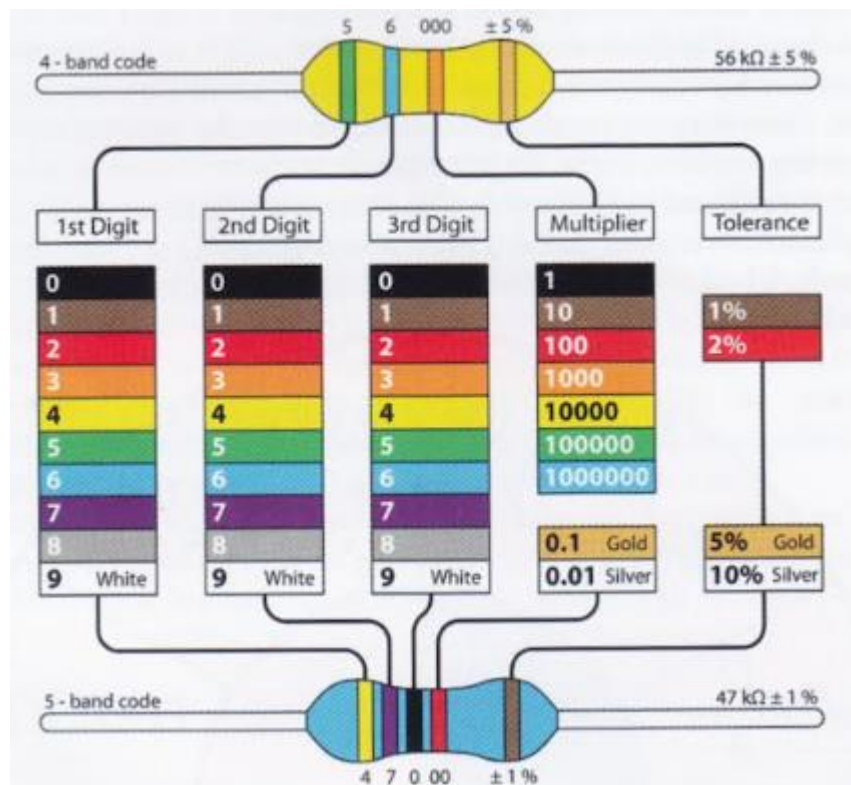 5 6 000 ± 5 %
4 - band code 56 kΩ ± 5 %
1st Digit 2nd Digit 3rd Digit Multiplier Tolerance
0 0 0 1
1 1 1 10 1%
2 2 2 100 2%
3 3 3 1000
4 4 4 10000
5 5 5 100000
6 6 6 1000000
7 7 7
8 8 8 0.1 Gold 5% Gold
9 White 9 White 9 White 0.01 Silver 10% Silver
5 - band code 47 kΩ ± 1 %
4 7 0 00 ± 1 %